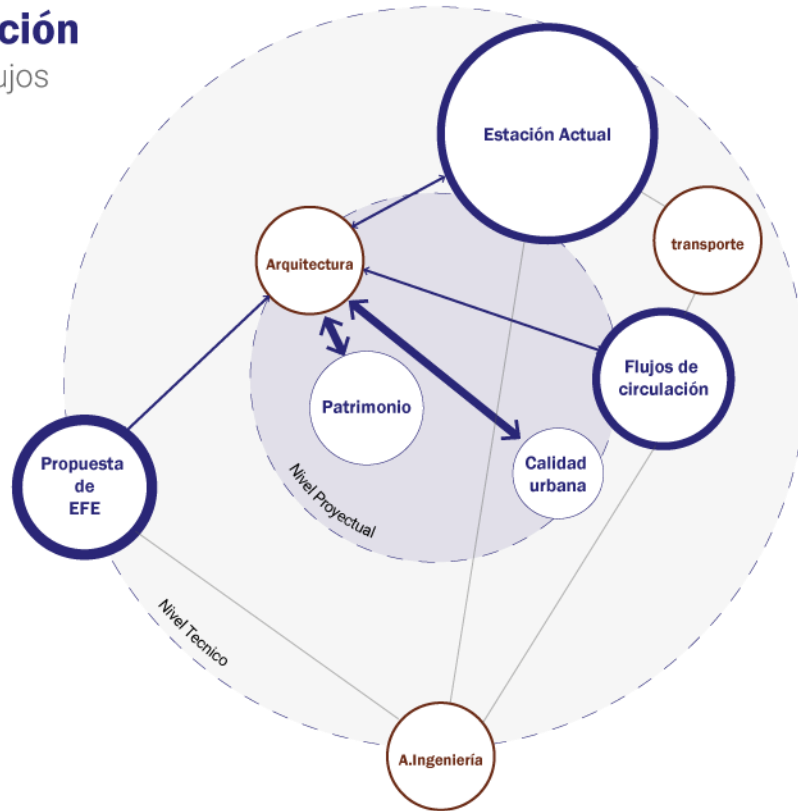 ción
ujos
Estación Actual
transporte
Arquitectura
Flujos de
circulación
Patrimonio
Calidad
urbana
Propuesta
de
EFE
Nivel Proyectual
Nivel Tecnico
A.Ingeniería